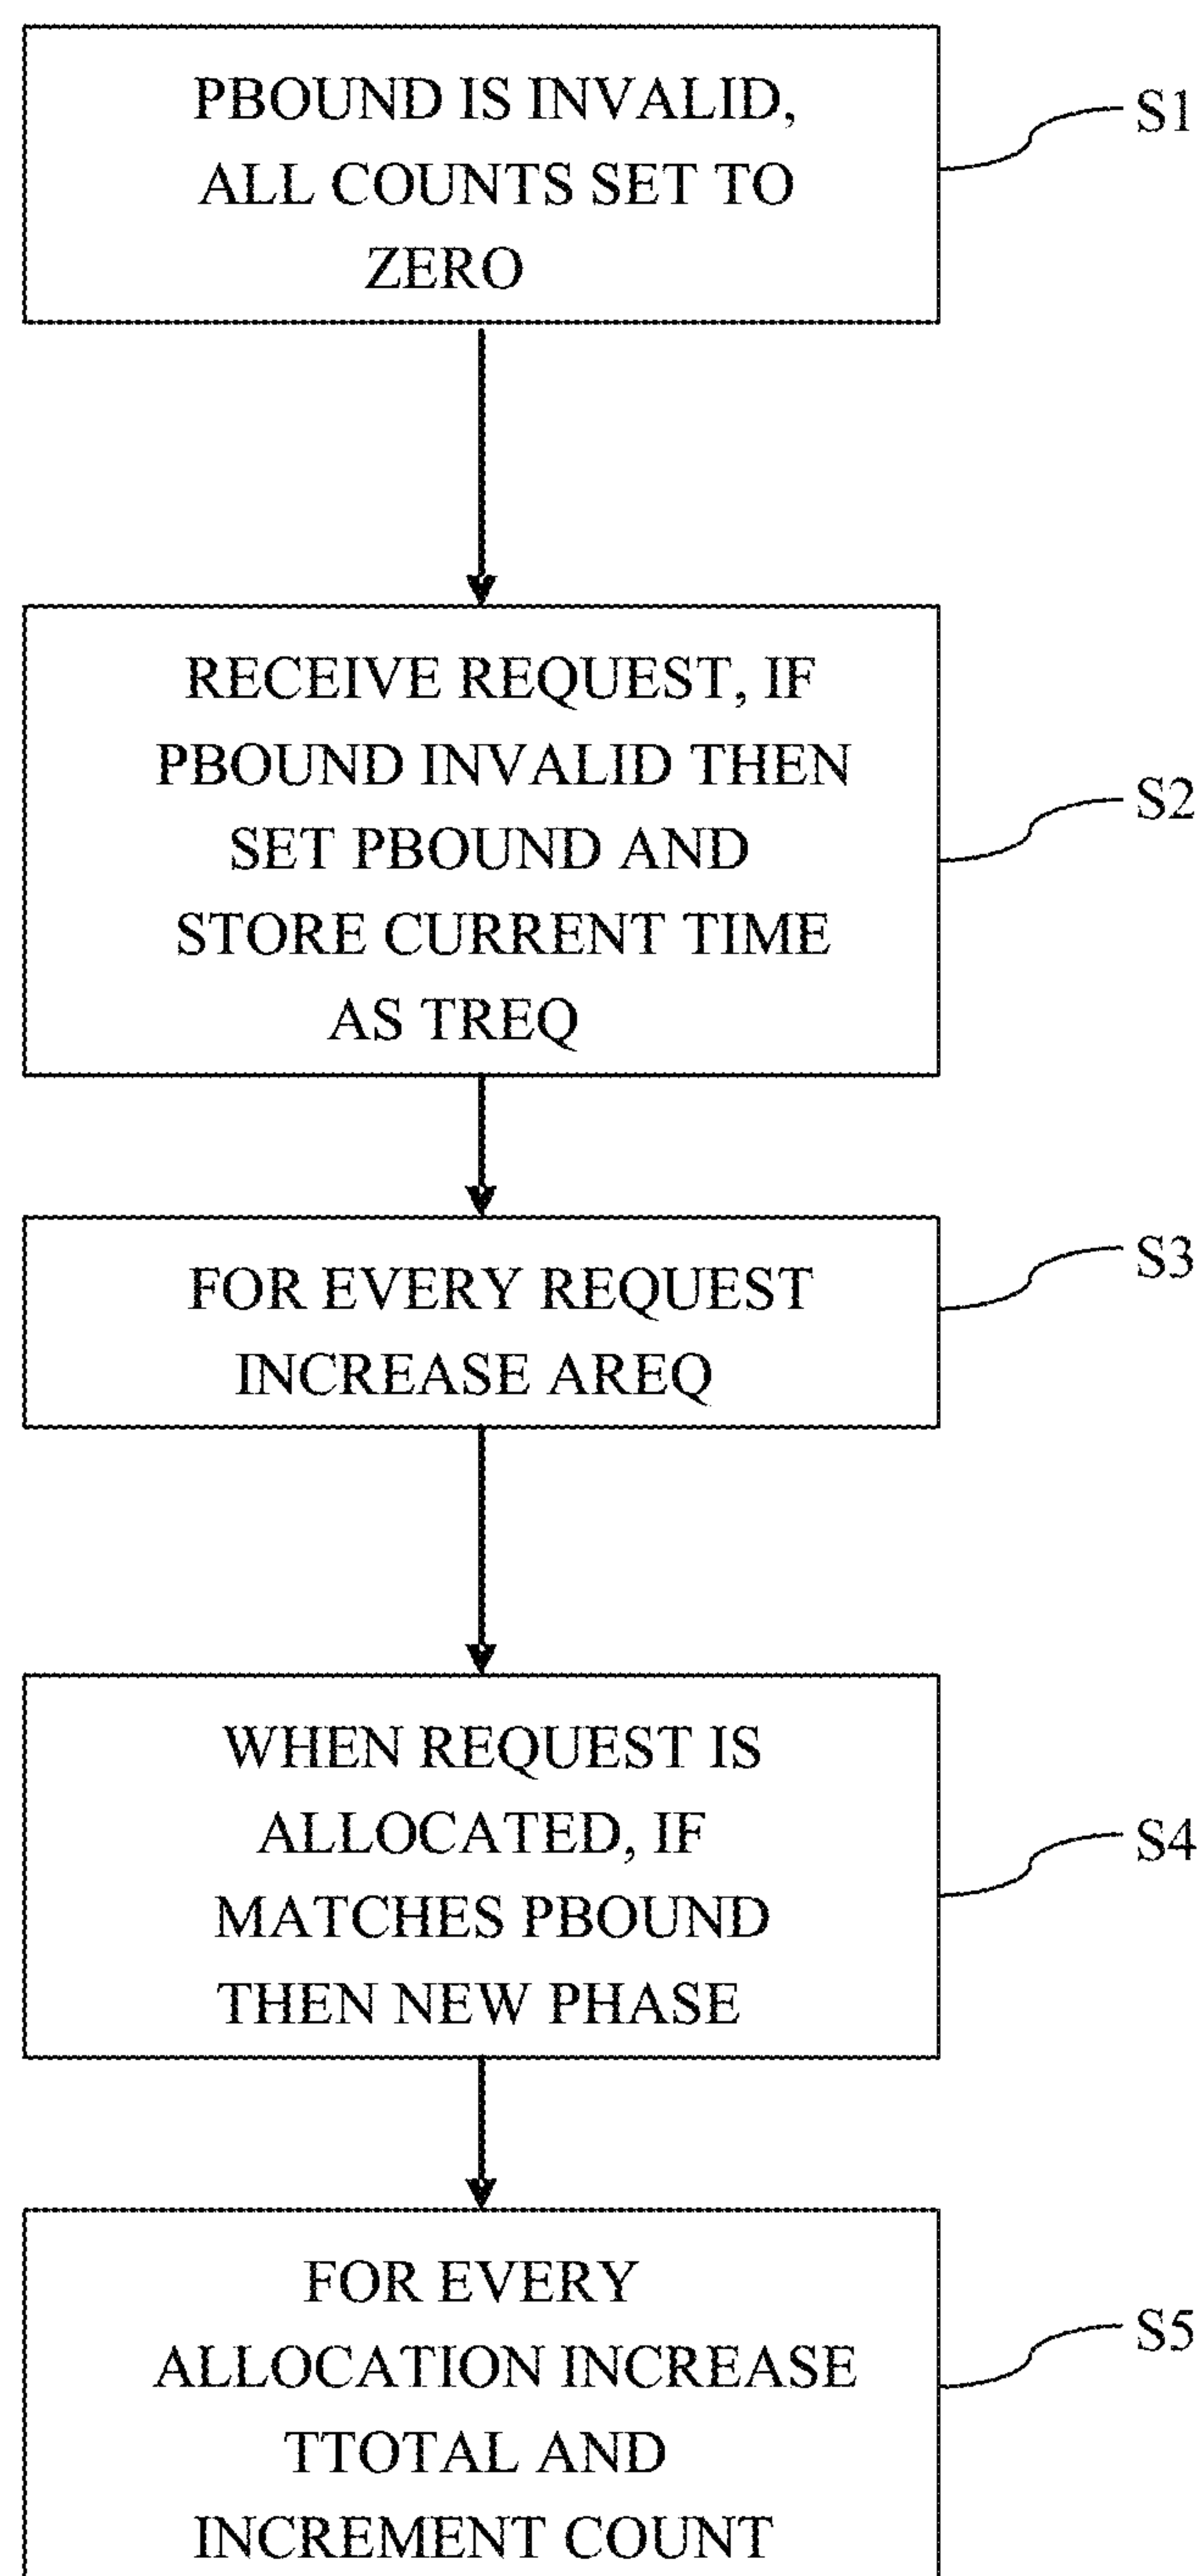 PBOUND IS INVALID,
ALL COUNTS SET TO
ZERO
S1
RECEIVE REQUEST, IF
PBOUND INVALID THEN
SET PBOUND AND
STORE CURRENT TIME
AS TREQ
S2
FOR EVERY REQUEST
INCREASE AREQ
S3
WHEN REQUEST IS
ALLOCATED, IF
MATCHES PBOUND
THEN NEW PHASE
S4
FOR EVERY
ALLOCATION INCREASE
TTOTAL AND
INCREMENT COUNT
S5